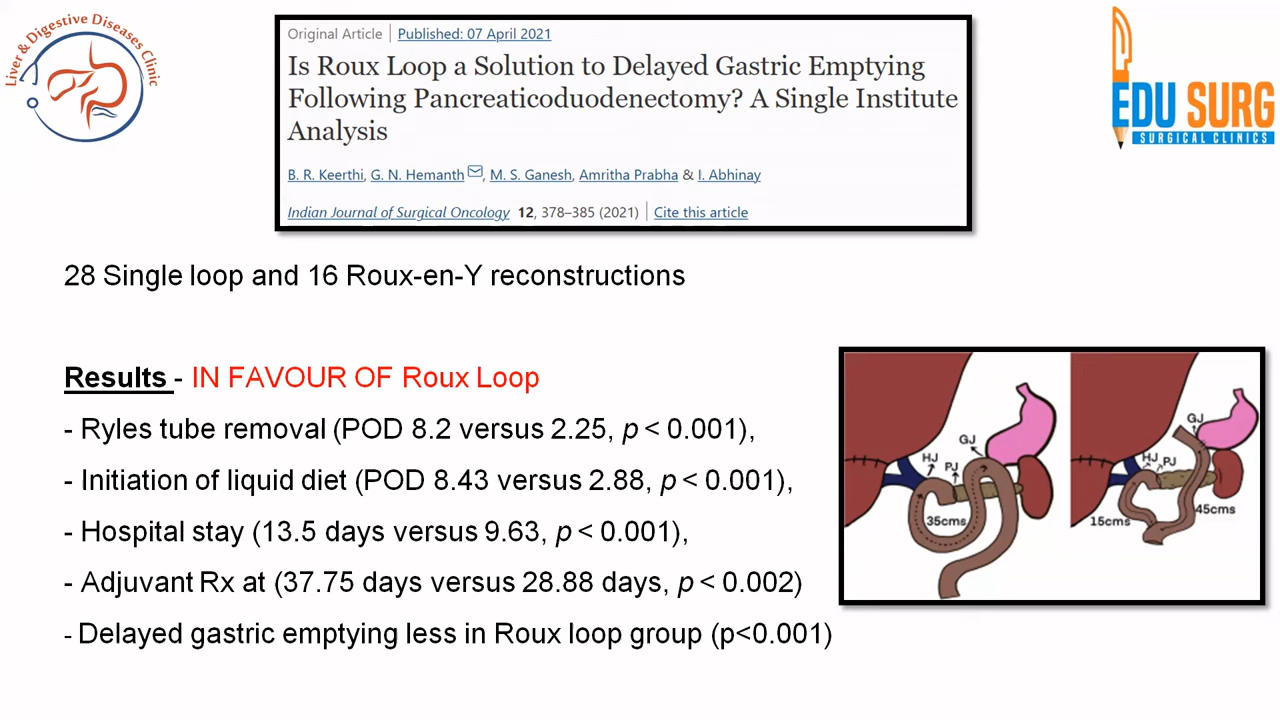 Liver & Digestive Diseases Clinic
Original Article | Published: 07 April 2021
Is Roux Loop a Solution to Delayed Gastric Emptying
Following Pancreaticoduodenectomy? A Single Institute
Analysis
B. R. Keerthi, G. N. Hemanth, M. S. Ganesh, Amritha Prabha & I. Abhinay
Indian Journal of Surgical Oncology 12, 378–385 (2021) | Cite this article
EDU SURG
SURGICAL CLINICS
28 Single loop and 16 Roux-en-Y reconstructions
Results - IN FAVOUR OF Roux Loop
- Ryles tube removal (POD 8.2 versus 2.25, p < 0.001),
- Initiation of liquid diet (POD 8.43 versus 2.88, p < 0.001),
- Hospital stay (13.5 days versus 9.63, p < 0.001),
- Adjuvant Rx at (37.75 days versus 28.88 days, p < 0.002)
- Delayed gastric emptying less in Roux loop group (p<0.001)
GJ
HJ
PJ
35cms
GJ
HJ
PJ
15cms
45cms